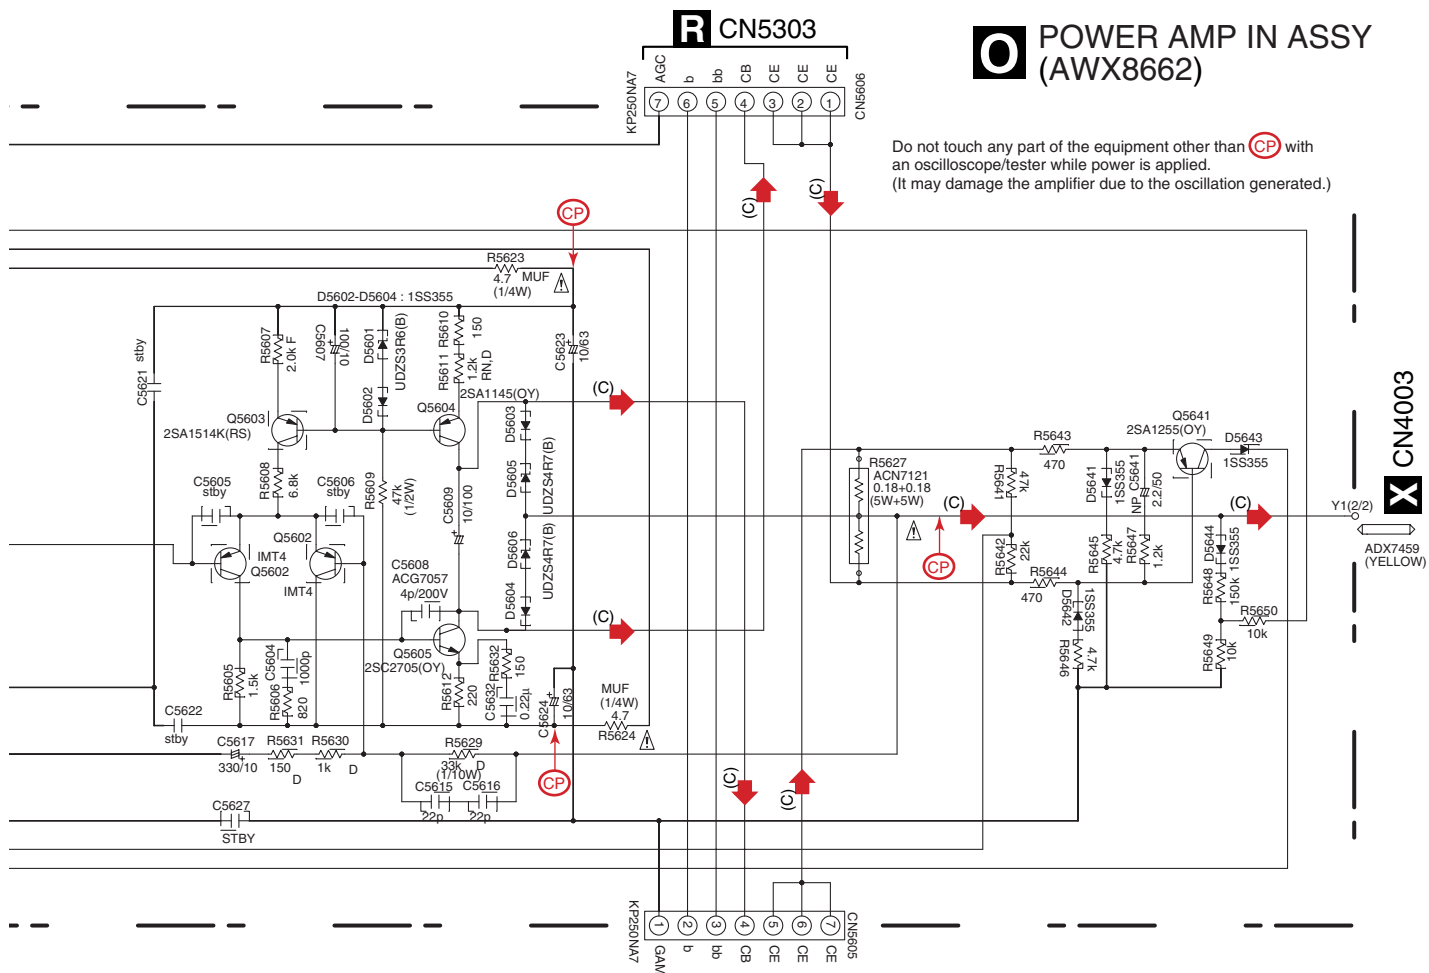 R CN5303
O POWER AMP IN ASSY
(AWX8662)
KP250NA7
AGC
b
bb
CB
CE
CE
CE
7
6
5
4
3
2
1
CN5606
Do not touch any part of the equipment other than CP with
an oscilloscope/tester while power is applied.
(It may damage the amplifier due to the oscillation generated.)
(C)
(C)
CP
R5623
4.7
(1/4W)
MUF
D5602-D5604 : 1SS355
C5621 stby
R5607
2.0k F
C5607
100/10
D5601
UDZS3R6(B)
D5602
R5610
150
R5611
1.2k
RN,D
C5623
10/63
2SA1145(OY)
(C)
Q5603
2SA1514K(RS)
Q5604
D5603
D5605
UDZS4R7(B)
R5608
6.8k
C5605
stby
C5606
stby
R5609
47k
(1/2W)
C5609
10/100
Q5602
IMT4
Q5602
IMT4
D5606
UDZS4R7(B)
D5604
C5608
ACG7057
4p/200V
(C)
Q5605
2SC2705(OY)
R5605
1.5k
C5604
1000p
R5606
820
R5612
220
R5632
150
C5632
0.22µ
C5624
10/63
MUF
(1/4W)
4.7
R5624
C5622
stby
C5617
330/10
R5631
150
D
R5630
1k
D
R5629
33k D
(1/10W)
C5615
22p
C5616
22p
CP
C5627
STBY
(C)
(C)
R5627
ACN7121
0.18+0.18
(5W+5W)
(C)
CP
R5641
47k
R5642
22k
R5643
470
R5644
470
D5641
1SS355
NP C5641
2.2/50
R5645
4.7k
R5647
1.2k
Q5641
2SA1255(OY)
D5643
1SS355
(C)
D5644
1SS355
R5648
150k
R5650
10k
R5649
10k
D5642
1SS355
R5646
4.7k
Y1(2/2)
ADX7459
(YELLOW)
X CN4003
KP250NA7
1
2
3
4
5
6
7
b
bb
CB
CE
CE
CE
CN5605